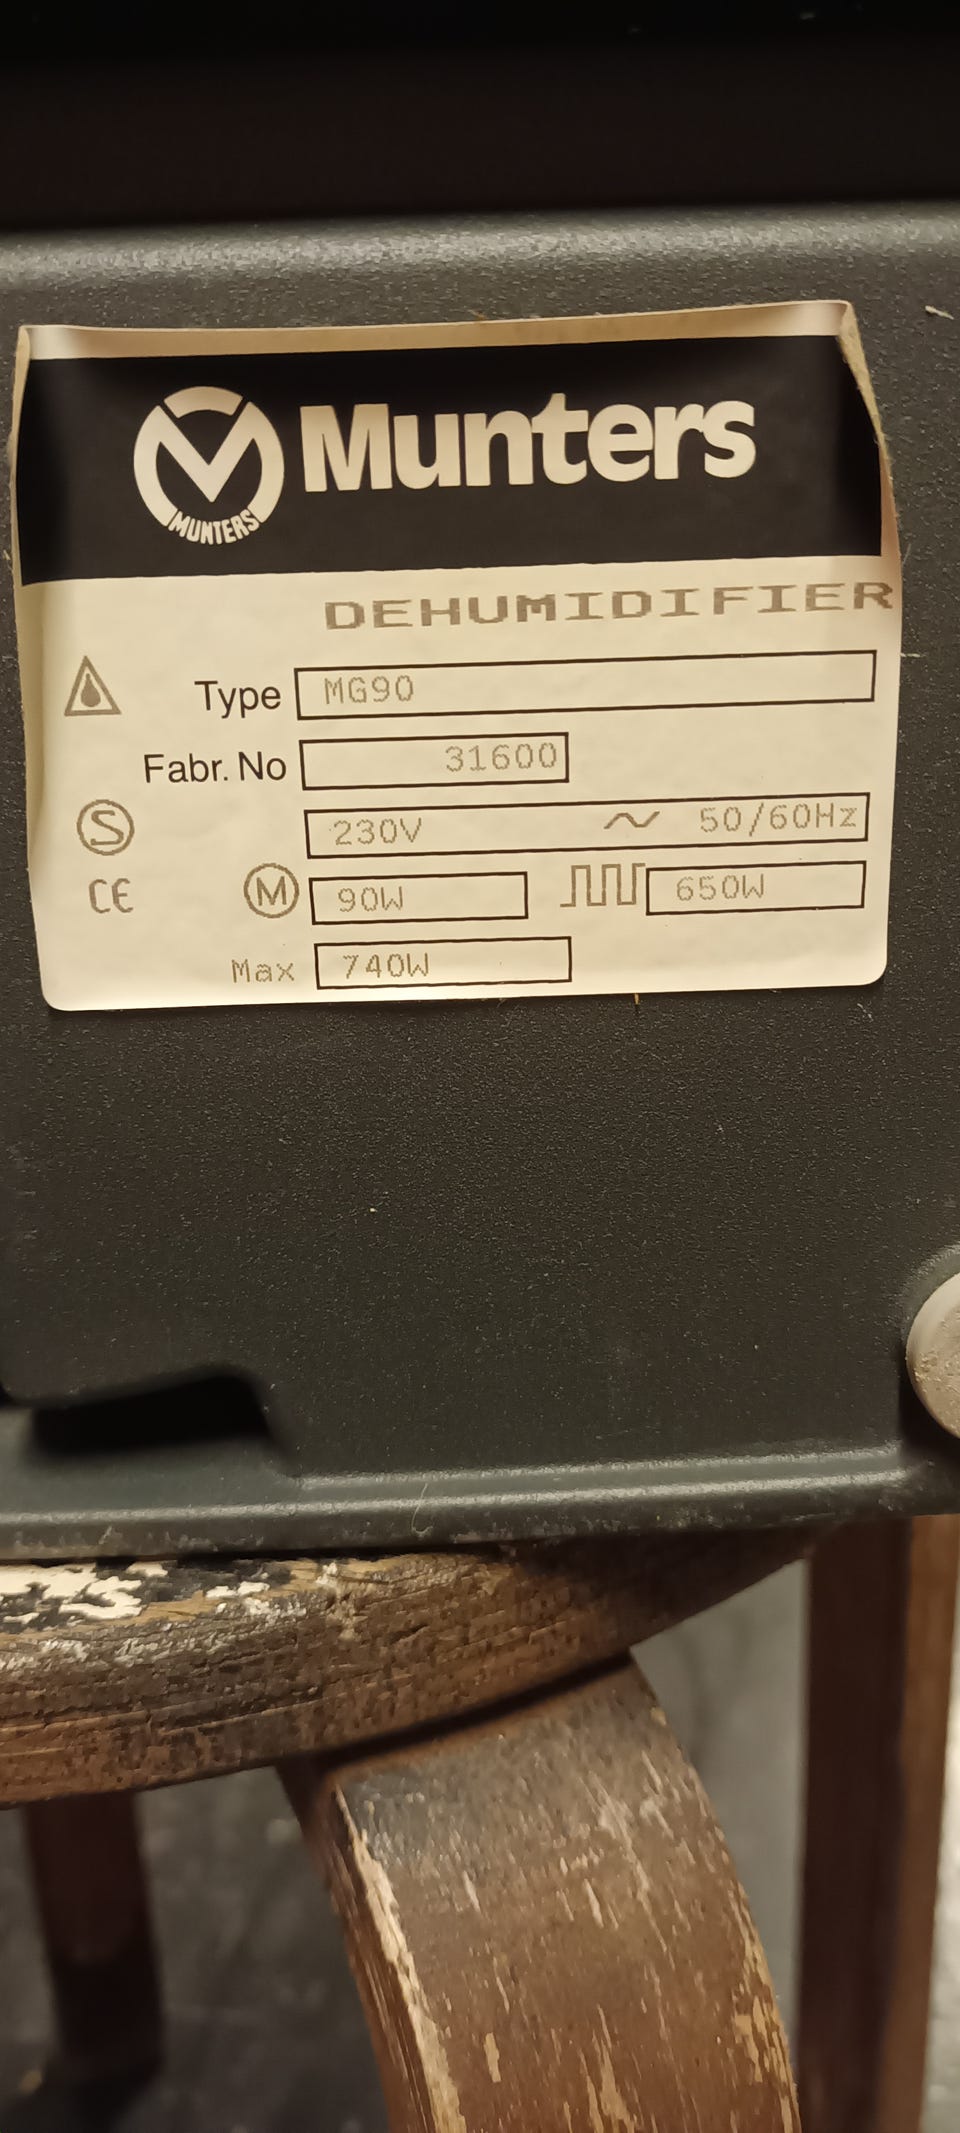 MUNTERS
Munters
DEHUMIDIFIER
Type MG90
Fabr. No 31600
S 230V ~ 50/60Hz
CE M 90W 650W
Max 740W